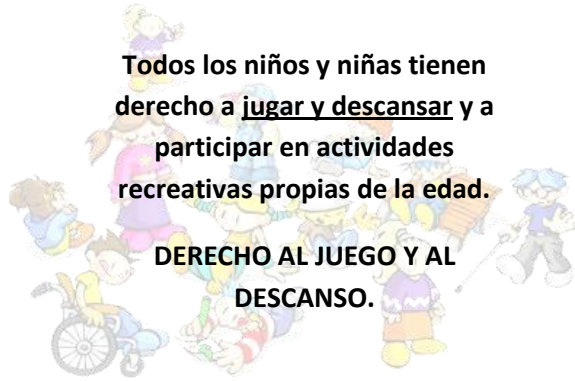 Todos los niños y niñas tienen
derecho a jugar y descansar y a
participar en actividades
recreativas propias de la edad.
DERECHO AL JUEGO Y AL
DESCANSO.